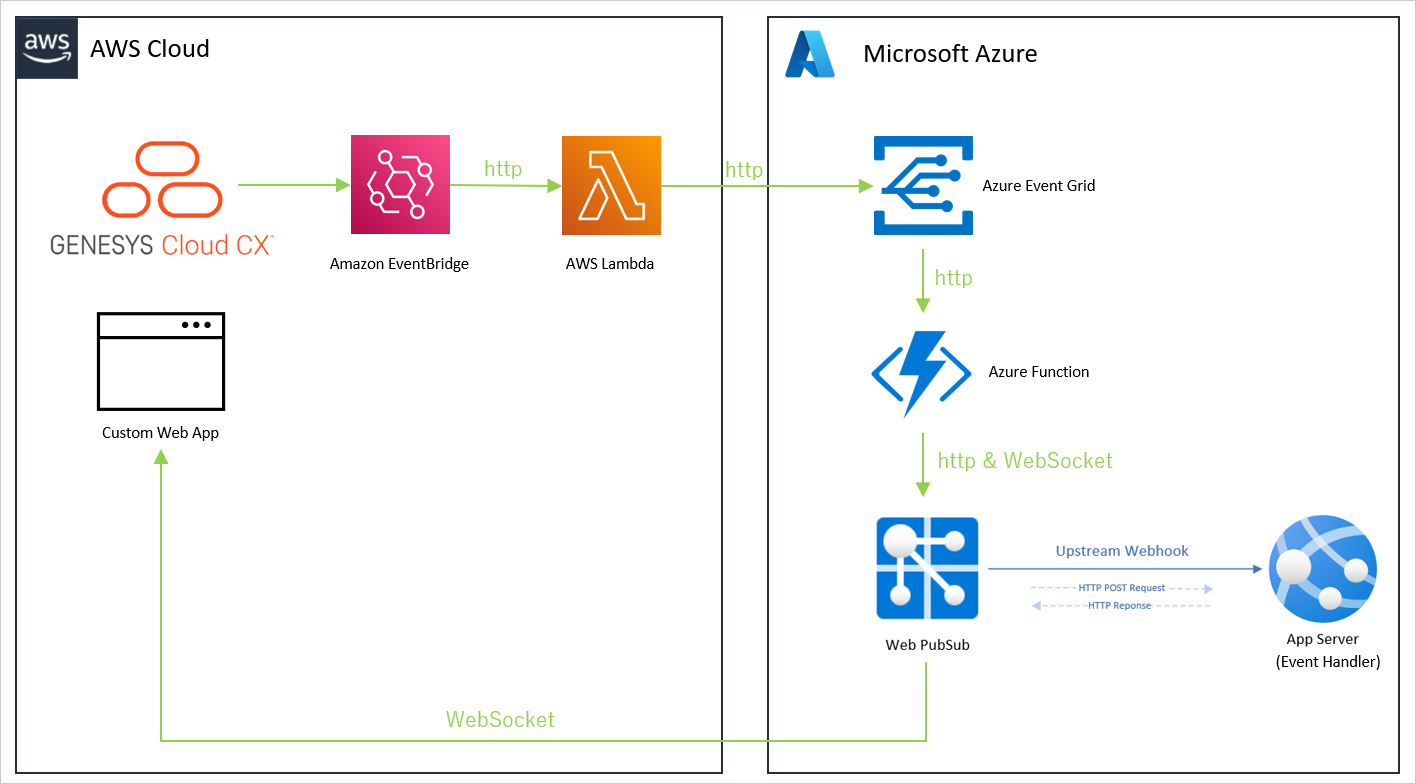 aws
AWS Cloud
Microsoft Azure
GENESYS Cloud CX™
http
http
Amazon EventBridge
AWS Lambda
Azure Event Grid
http
Custom Web App
Azure Function
http & WebSocket
Upstream Webhook
HTTP POST Request
HTTP Reponse
Web PubSub
App Server
(Event Handler)
WebSocket